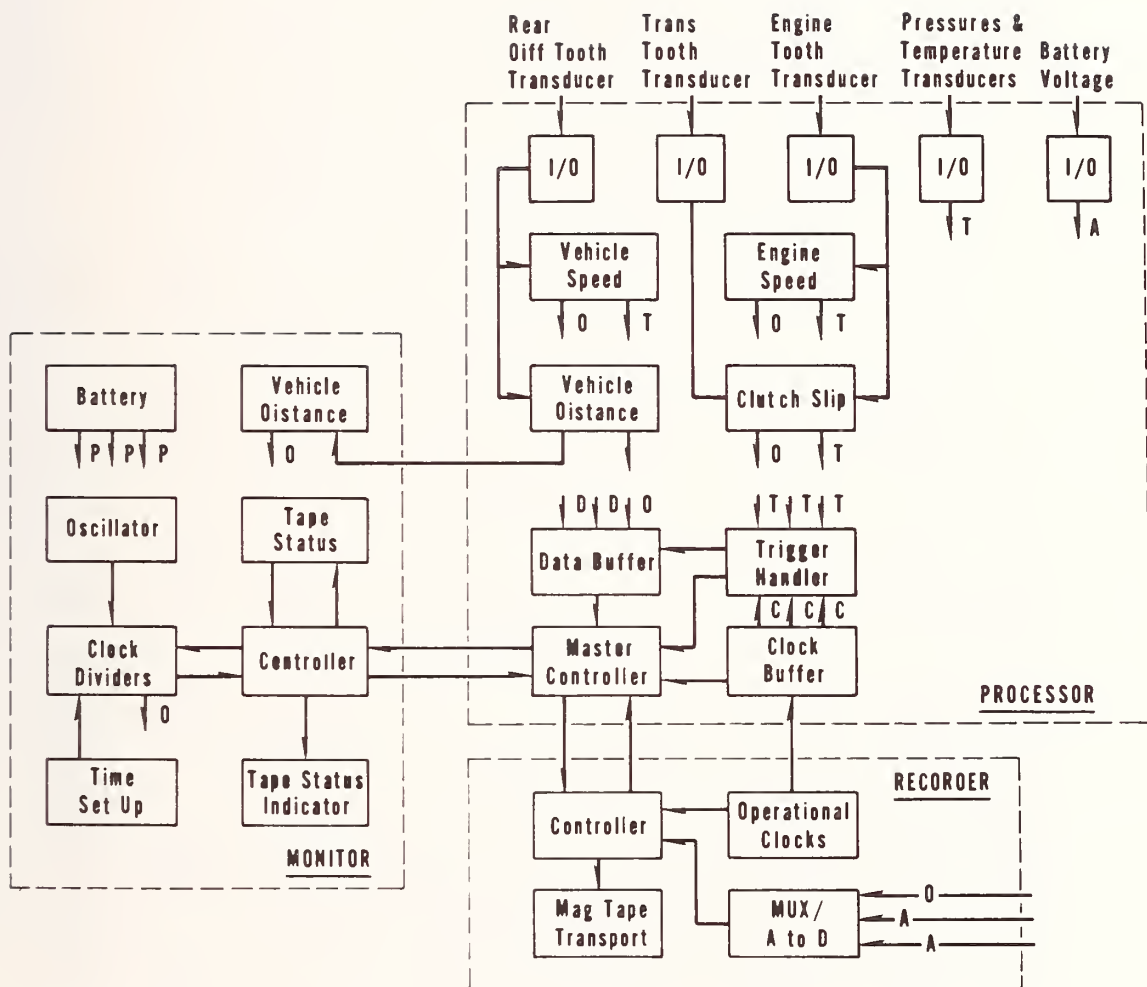 Rear
Oiff Tooth
Transducer
Trans
Tooth
Transducer
Engine
Tooth
Transducer
Pressures &
Temperature
Transducers
Battery
Voltage
I/O
I/O
I/O
I/O
I/O
T
A
Vehicle
Speed
Engine
Speed
O
T
O
T
Battery
Vehicle
Oistance
Vehicle
Oistance
Clutch Slip
P
P
P
O
O
T
Oscillator
Tape
Status
D
D
O
T
T
T
Data Buffer
Trigger
Handler
C
C
C
Clock
Dividers
Controller
Master
Controller
Clock
Buffer
O
PROCESSOR
Time
Set Up
Tape Status
Indicator
MONITOR
RECOROER
Controller
Operational
Clocks
Mag Tape
Transport
MUX/
A to D
O
A
A